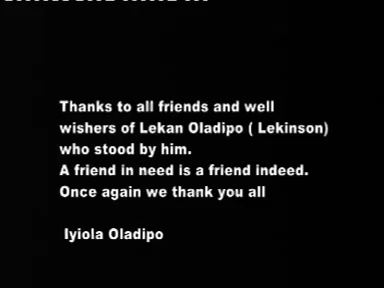 Thanks to all friends and well
wishers of Lekan Oladipo ( Lekinson)
who stood by him.
A friend in need is a friend indeed.
Once again we thank you all
Iyiola Oladipo